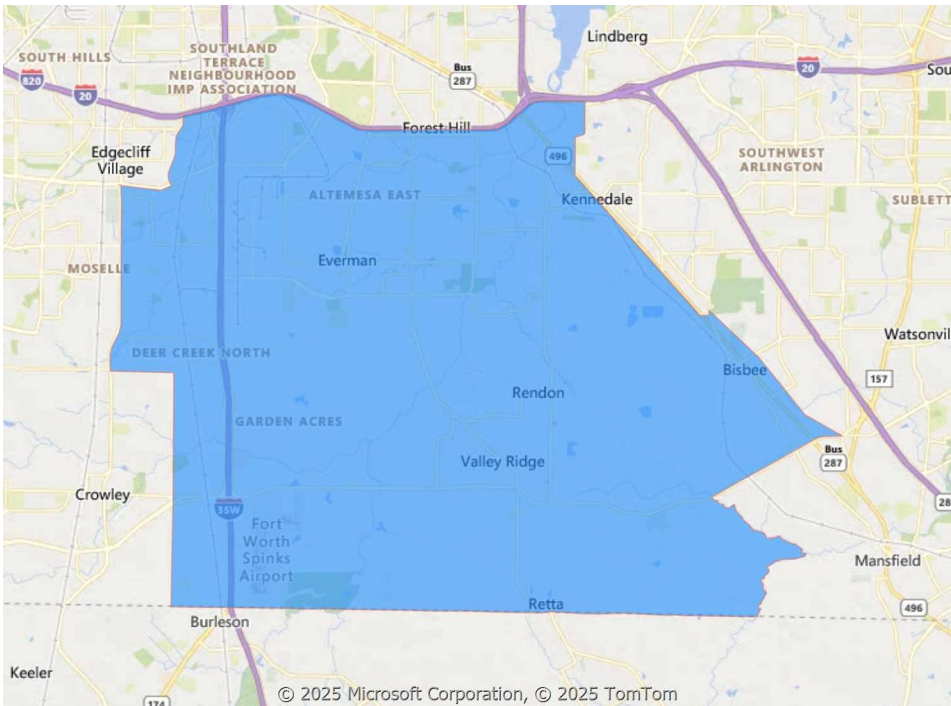 Lindberg
SOUTH HILLS
SOUTHLAND
TERRACE
NEIGHBOURHOOD
IMP ASSOCIATION
Bus
287
20
Sou
820
20
Forest Hill
Edgecliff
Village
496
SOUTHWEST
ARLINGTON
ALTEMESA EAST
Kennedale
SUBLETT
Everman
MOSELLE
Watsonvil
DEER CREEK NORTH
Bisbee
157
Rendon
GARDEN ACRES
Bus
287
Valley Ridge
Crowley
28
35W
Fort
Worth
Spinks
Airport
Mansfield
Retta
496
Burleson
Keeler
174
© 2025 Microsoft Corporation, © 2025 TomTom